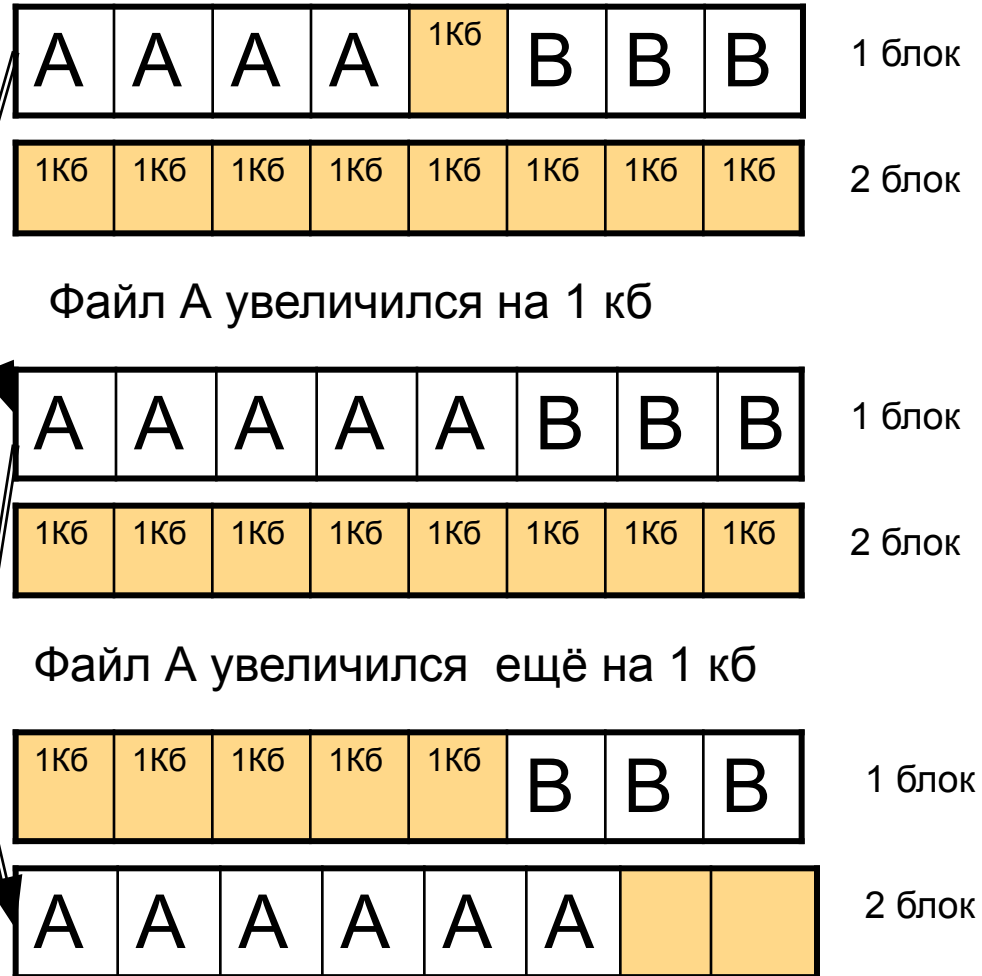 А А А А 1Кб В В В 1 блок
1Кб 1Кб 1Кб 1Кб 1Кб 1Кб 1Кб 1Кб 2 блок
Файл А увеличился на 1 кб
А А А А А В В В 1 блок
1Кб 1Кб 1Кб 1Кб 1Кб 1Кб 1Кб 1Кб 2 блок
Файл А увеличился ещё на 1 кб
1Кб 1Кб 1Кб 1Кб 1Кб В В В 1 блок
А А А А А А 2 блок